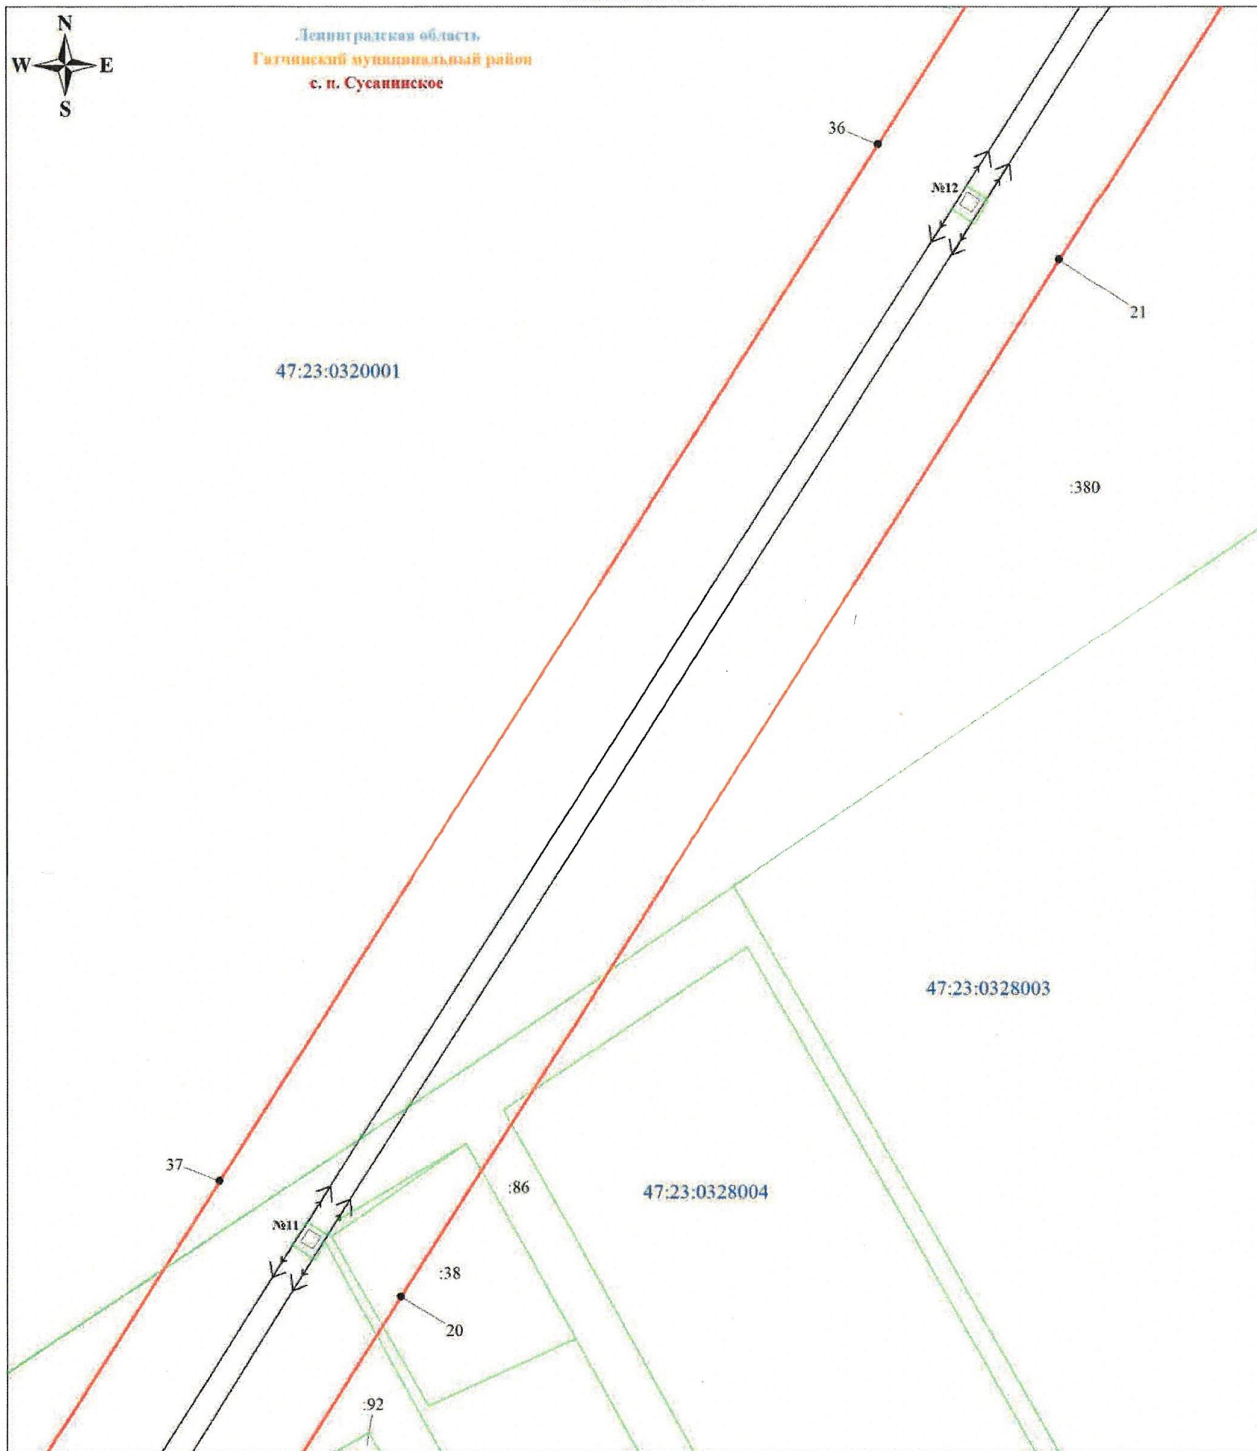 N
W E
S
Ленинградская область
Гатчинский муниципальный район
с. п. Сусанинское
36
№12
21
47:23:0320001
:380
47:23:0328003
37
:86
47:23:0328004
№11
:38
20
:92